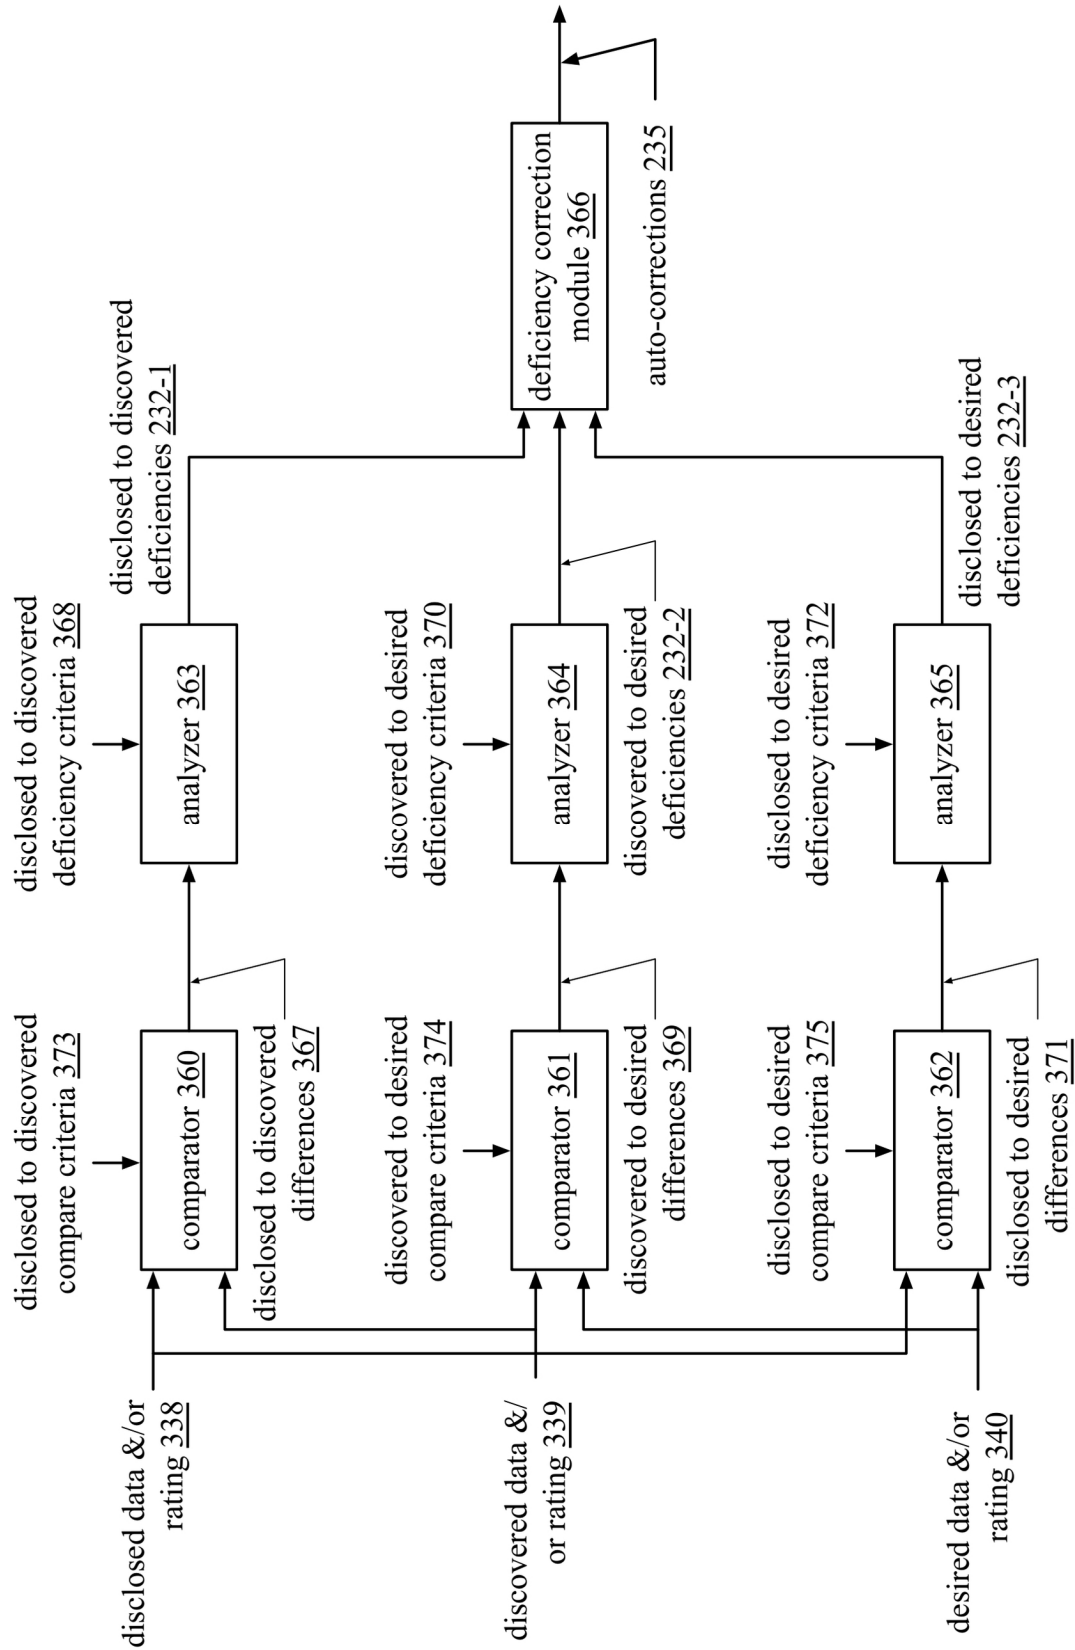 disclosed data &/or
rating 338
discovered data &/
or rating 339
desired data &/or
rating 340
disclosed to discovered
compare criteria 373
comparator 360
disclosed to discovered
differences 367
discovered to desired
compare criteria 374
comparator 361
discovered to desired
differences 369
disclosed to desired
compare criteria 375
comparator 362
disclosed to desired
differences 371
disclosed to discovered
deficiency criteria 368
analyzer 363
disclosed to discovered
deficiencies 232-1
discovered to desired
deficiency criteria 370
analyzer 364
discovered to desired
deficiencies 232-2
disclosed to desired
deficiency criteria 372
analyzer 365
disclosed to desired
deficiencies 232-3
deficiency correction
module 366
auto-corrections 235